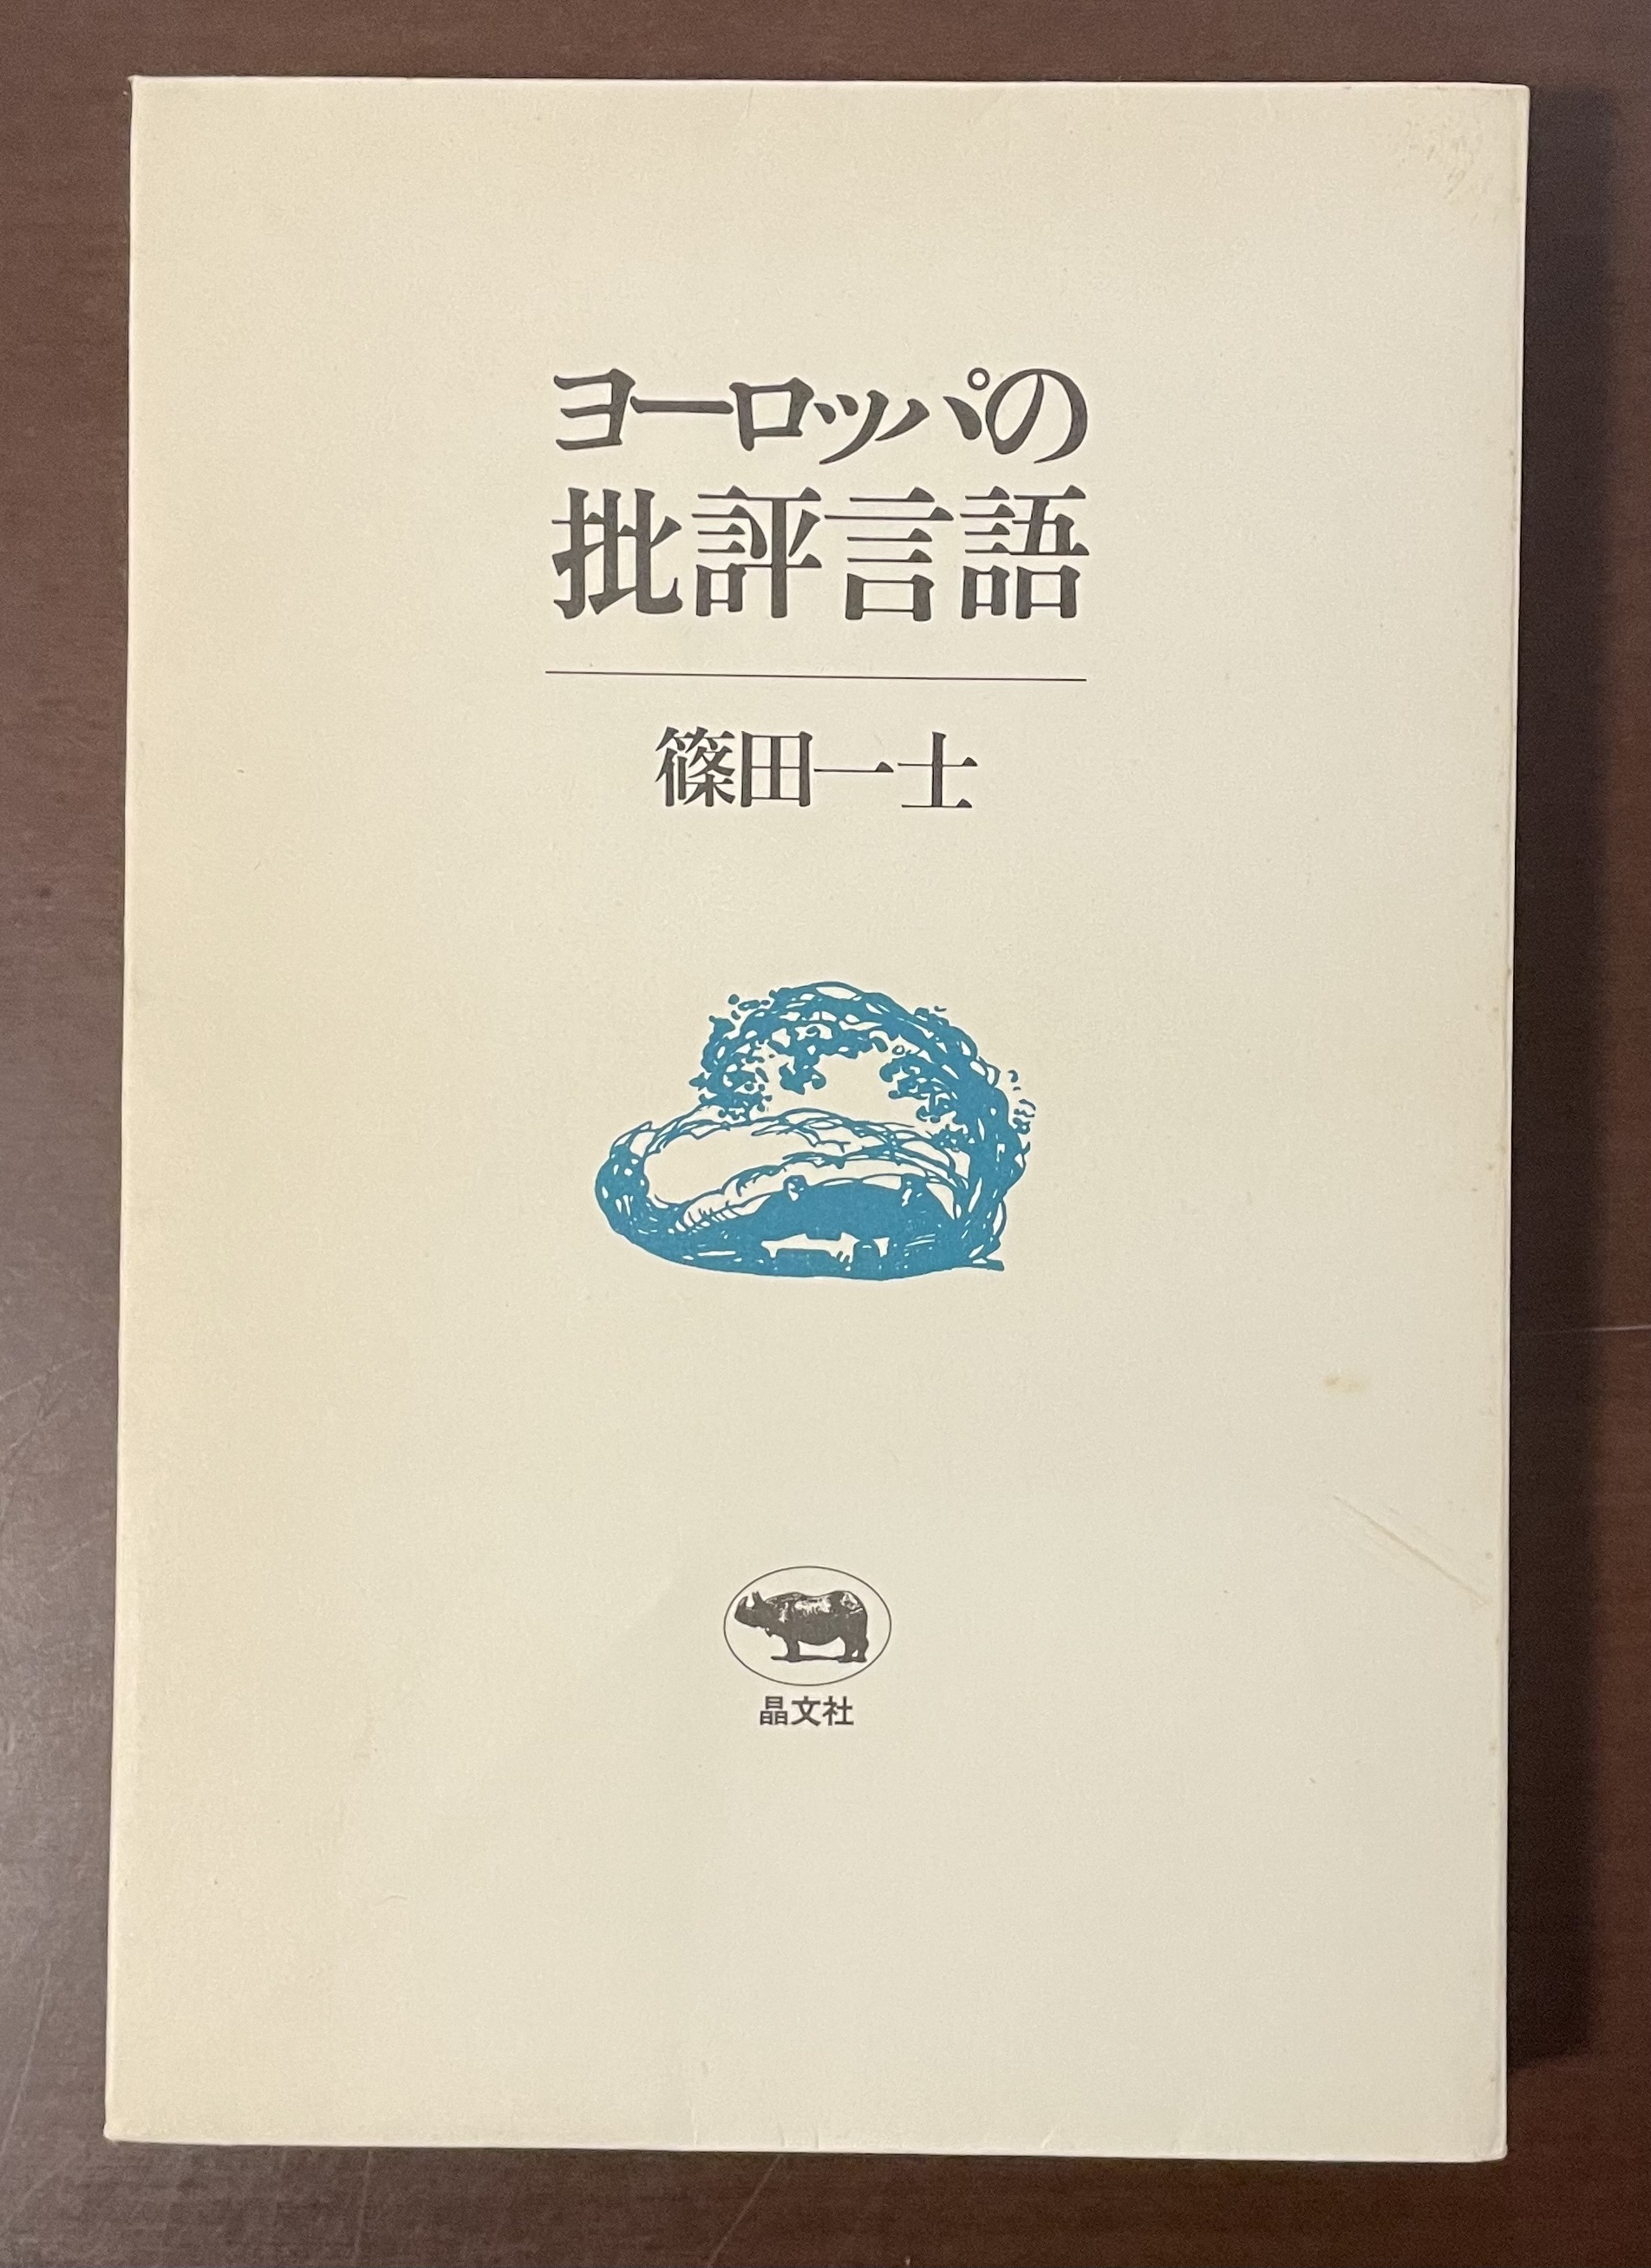 ヨーロッパの
批評言語
篠田一士
晶文社